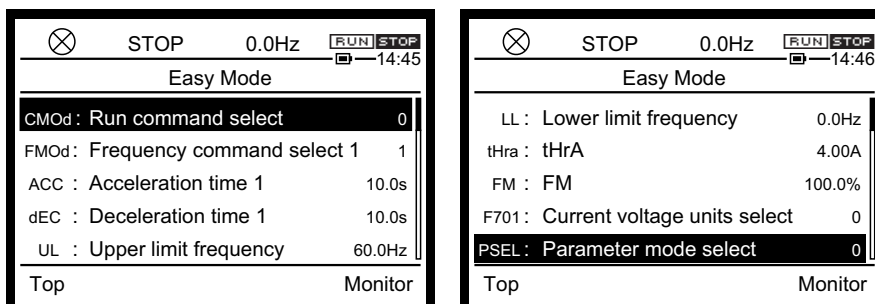 STOP 0.0Hz RUN STOP
14:45
Easy Mode
CMOd : Run command select 0
FMOd : Frequency command select 1 1
ACC : Acceleration time 1 10.0s
dEC : Deceleration time 1 10.0s
UL : Upper limit frequency 60.0Hz
Top Monitor
STOP 0.0Hz RUN STOP
14:46
Easy Mode
LL : Lower limit frequency 0.0Hz
tHra : tHrA 4.00A
FM : FM 100.0%
F701 : Current voltage units select 0
PSEL : Parameter mode select 0
Top Monitor